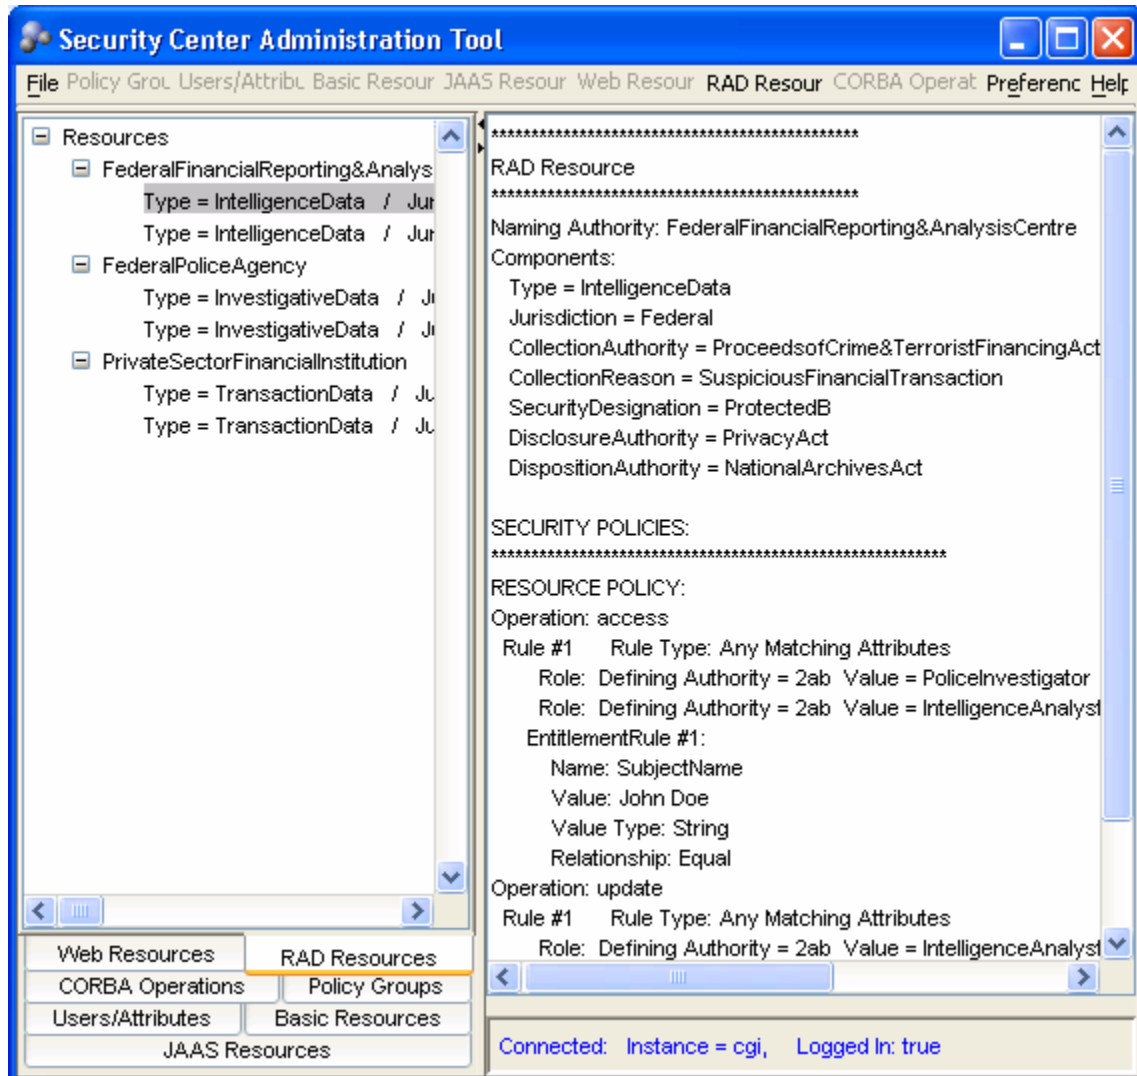 Security Center Administration Tool
File Policy Grou Users/Attribu Basic Resour JAAS Resour Web Resour RAD Resour CORBA Operat Preferenc Help
Resources
FederalFinancialReporting&Analys
Type = IntelligenceData / Jur
Type = IntelligenceData / Jur
FederalPoliceAgency
Type = InvestigativeData / Ju
Type = InvestigativeData / Ju
PrivateSectorFinancialInstitution
Type = TransactionData / Ju
Type = TransactionData / Ju
Web Resources RAD Resources
CORBA Operations Policy Groups
Users/Attributes Basic Resources
JAAS Resources
**********************************************
RAD Resource
**********************************************
Naming Authority: FederalFinancialReporting&AnalysisCentre
Components:
Type = IntelligenceData
Jurisdiction = Federal
CollectionAuthority = ProceedsofCrime&TerroristFinancingAct
CollectionReason = SuspiciousFinancialTransaction
SecurityDesignation = ProtectedB
DisclosureAuthority = PrivacyAct
DispositionAuthority = NationalArchivesAct
SECURITY POLICIES:
*********************************************************
RESOURCE POLICY:
Operation: access
Rule #1 Rule Type: Any Matching Attributes
Role: Defining Authority = 2ab Value = PoliceInvestigator
Role: Defining Authority = 2ab Value = IntelligenceAnalyst
EntitlementRule #1:
Name: SubjectName
Value: John Doe
Value Type: String
Relationship: Equal
Operation: update
Rule #1 Rule Type: Any Matching Attributes
Role: Defining Authority = 2ab Value = IntelligenceAnalyst
Connected: Instance = cgi, Logged In: true